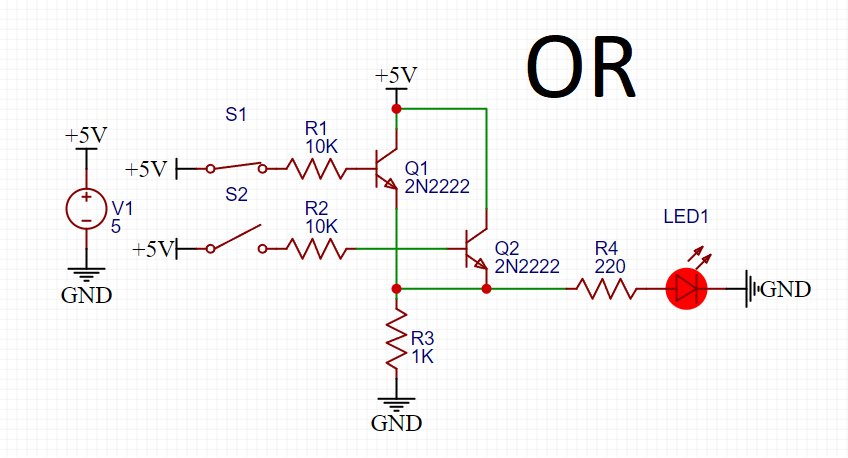 OR
+5V
S1
+5V
R1
10K
+5V
Q1
2N2222
S2
V1
5
R2
10K
+5V
LED1
Q2
2N2222
R4
220
GND
GND
R3
1K
GND
+
−